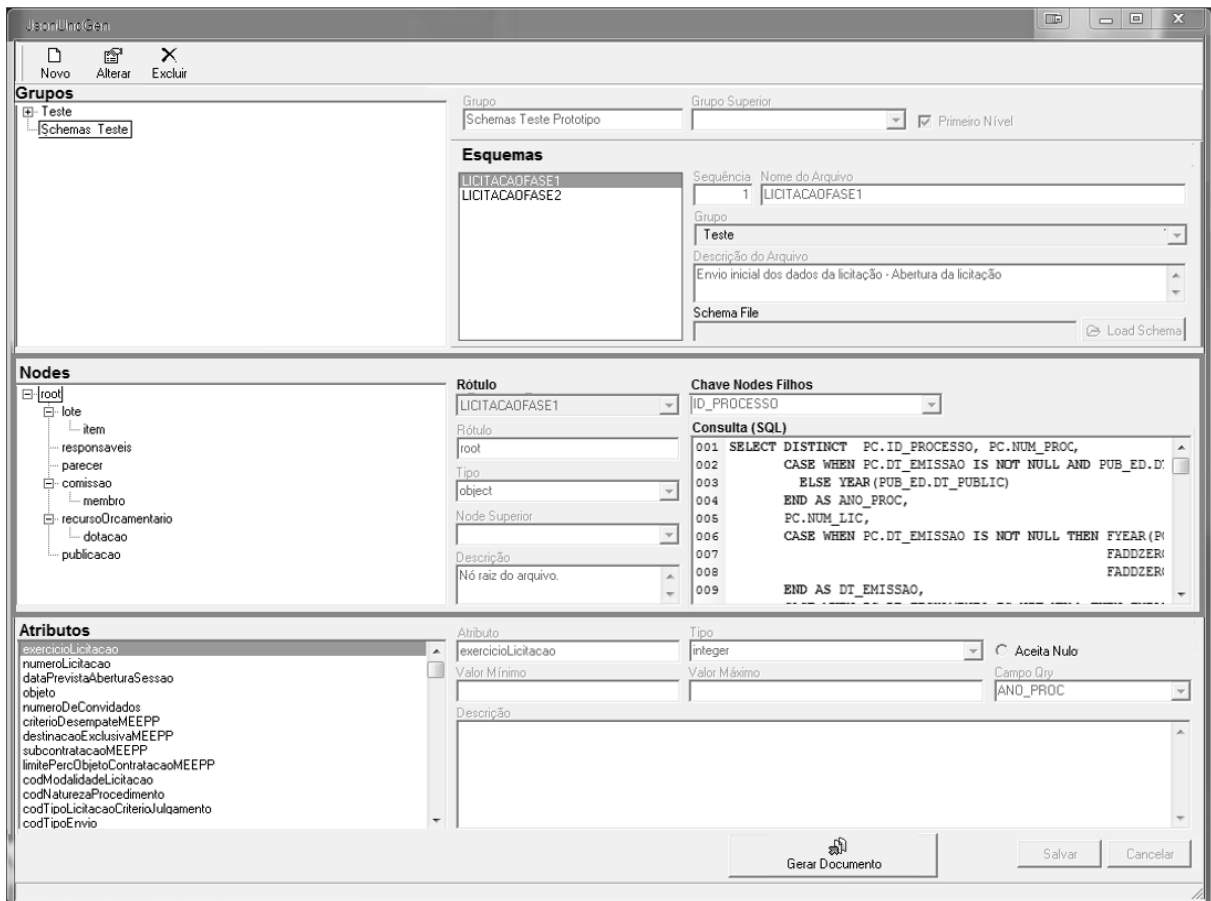 JsonUndGen
Novo Alterar Excluir
Grupos
Teste
Schemas Teste
Grupo Grupo Superior
Schemas Teste Prototipo Primeiro Nível
Esquemas
LICITACAOFASE1
LICITACAOFASE2
Sequência Nome do Arquivo
1 LICITACAOFASE1
Grupo
Teste
Descrição do Arquivo
Envio inicial dos dados da licitação - Abertura da licitação
Schema File
Load Schema
Nodes
root
lote
item
responsaveis
parecer
comissao
membro
recursoOrcamentario
dotacao
publicacao
Rótulo
LICITACAOFASE1
Rótulo
root
Tipo
object
Node Superior
Descrição
Nó raiz do arquivo.
Chave Nodes Filhos
ID_PROCESSO
Consulta (SQL)
001 SELECT DISTINCT PC.ID_PROCESSO, PC.NUM_PROC,
002 CASE WHEN PC.DT_EMISSAO IS NOT NULL AND PUB_ED.D
003 ELSE YEAR(PUB_ED.DT_PUBLIC)
004 END AS ANO_PROC,
005 PC.NUM_LIC,
006 CASE WHEN PC.DT_EMISSAO IS NOT NULL THEN FYEAR(P
007 FADDZER
008 FADDZER
009 END AS DT_EMISSAO,
Atributos
exercicioLicitacao
numeroLicitacao
dataPrevistaAberturaSessao
objeto
numeroDeConvidados
criterioDesempateMEEPP
destinacaoExclusivaMEEPP
subcontratacaoMEEPP
limitePercObjetoContratacaoMEEPP
codModalidadeLicitacao
codNaturezaProcedimento
codTipoLicitacaoCriterioJulgamento
codTipoEnvio
Atributo Tipo
exercicioLicitacao integer Aceita Nulo
Valor Mínimo Valor Máximo Campo Qry
ANO_PROC
Descrição
Gerar Documento Salvar Cancelar